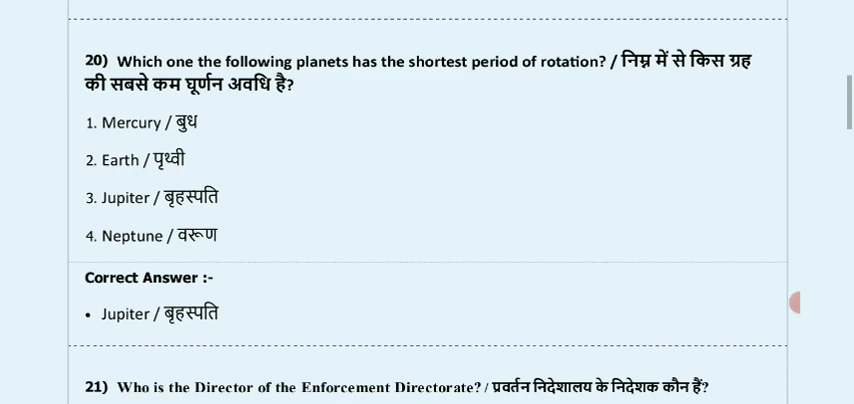 20) Which one the following planets has the shortest period of rotation? / निम्न में से किस ग्रह
की सबसे कम घूर्णन अवधि है?
1. Mercury / बुध
2. Earth / पृथ्वी
3. Jupiter / बृहस्पति
4. Neptune / वरूण
Correct Answer :-
• Jupiter / बृहस्पति
21) Who is the Director of the Enforcement Directorate? / प्रवर्तन निदेशालय के निदेशक कौन हैं?